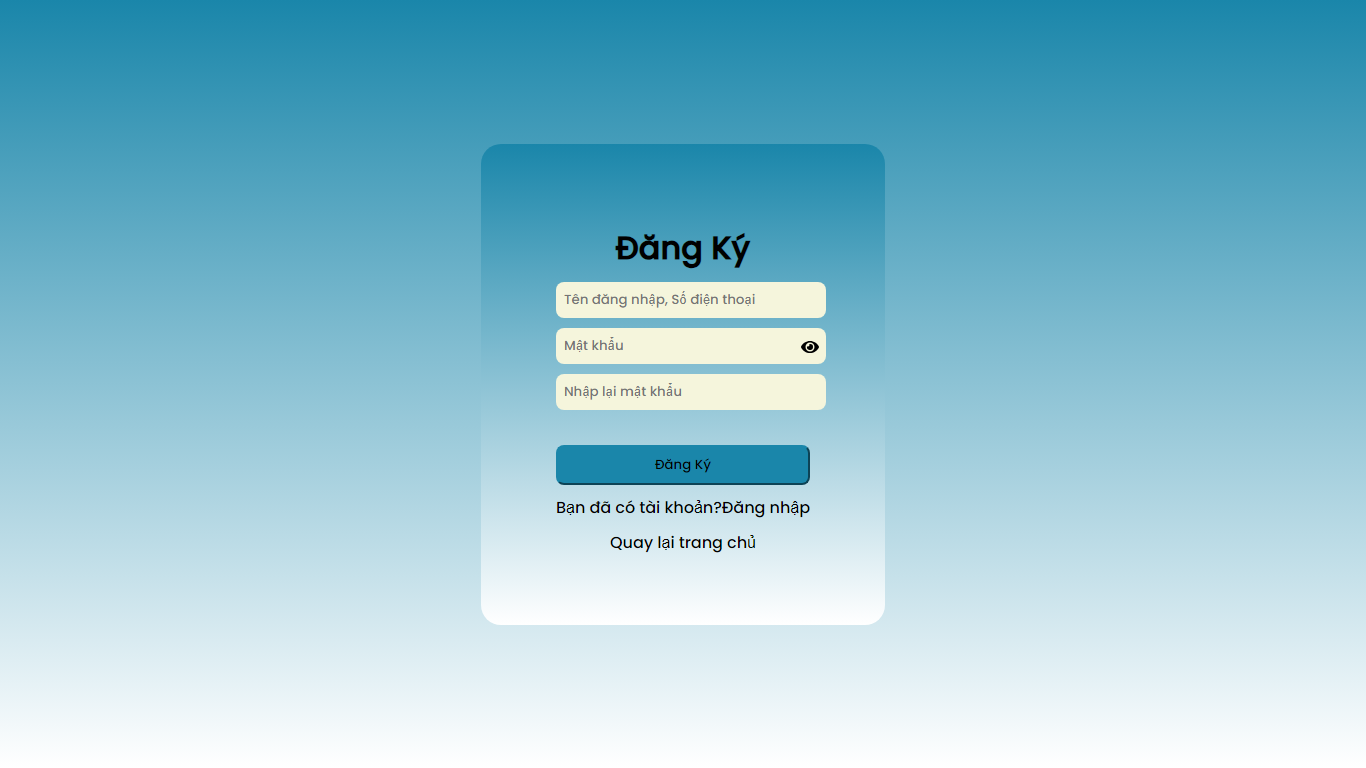 Đăng Ký
Tên đăng nhập, Số điện thoại
Mật khẩu
Nhập lại mật khẩu
Đăng Ký
Bạn đã có tài khoản?Đăng nhập
Quay lại trang chủ